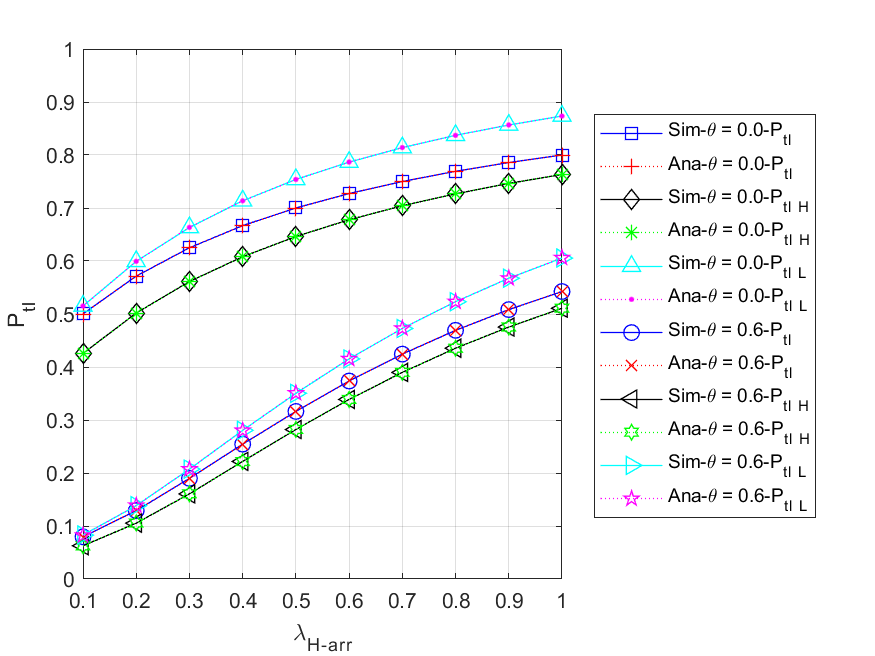 1
0.9
0.8
0.7
0.6
0.5
0.4
0.3
0.2
0.1
0
P_tl
0.1 0.2 0.3 0.4 0.5 0.6 0.7 0.8 0.9 1
λ_H-arr
Sim-θ = 0.0-P_tl
Ana-θ = 0.0-P_tl
Sim-θ = 0.0-P_tl H
Ana-θ = 0.0-P_tl H
Sim-θ = 0.0-P_tl L
Ana-θ = 0.0-P_tl L
Sim-θ = 0.6-P_tl
Ana-θ = 0.6-P_tl
Sim-θ = 0.6-P_tl H
Ana-θ = 0.6-P_tl H
Sim-θ = 0.6-P_tl L
Ana-θ = 0.6-P_tl L